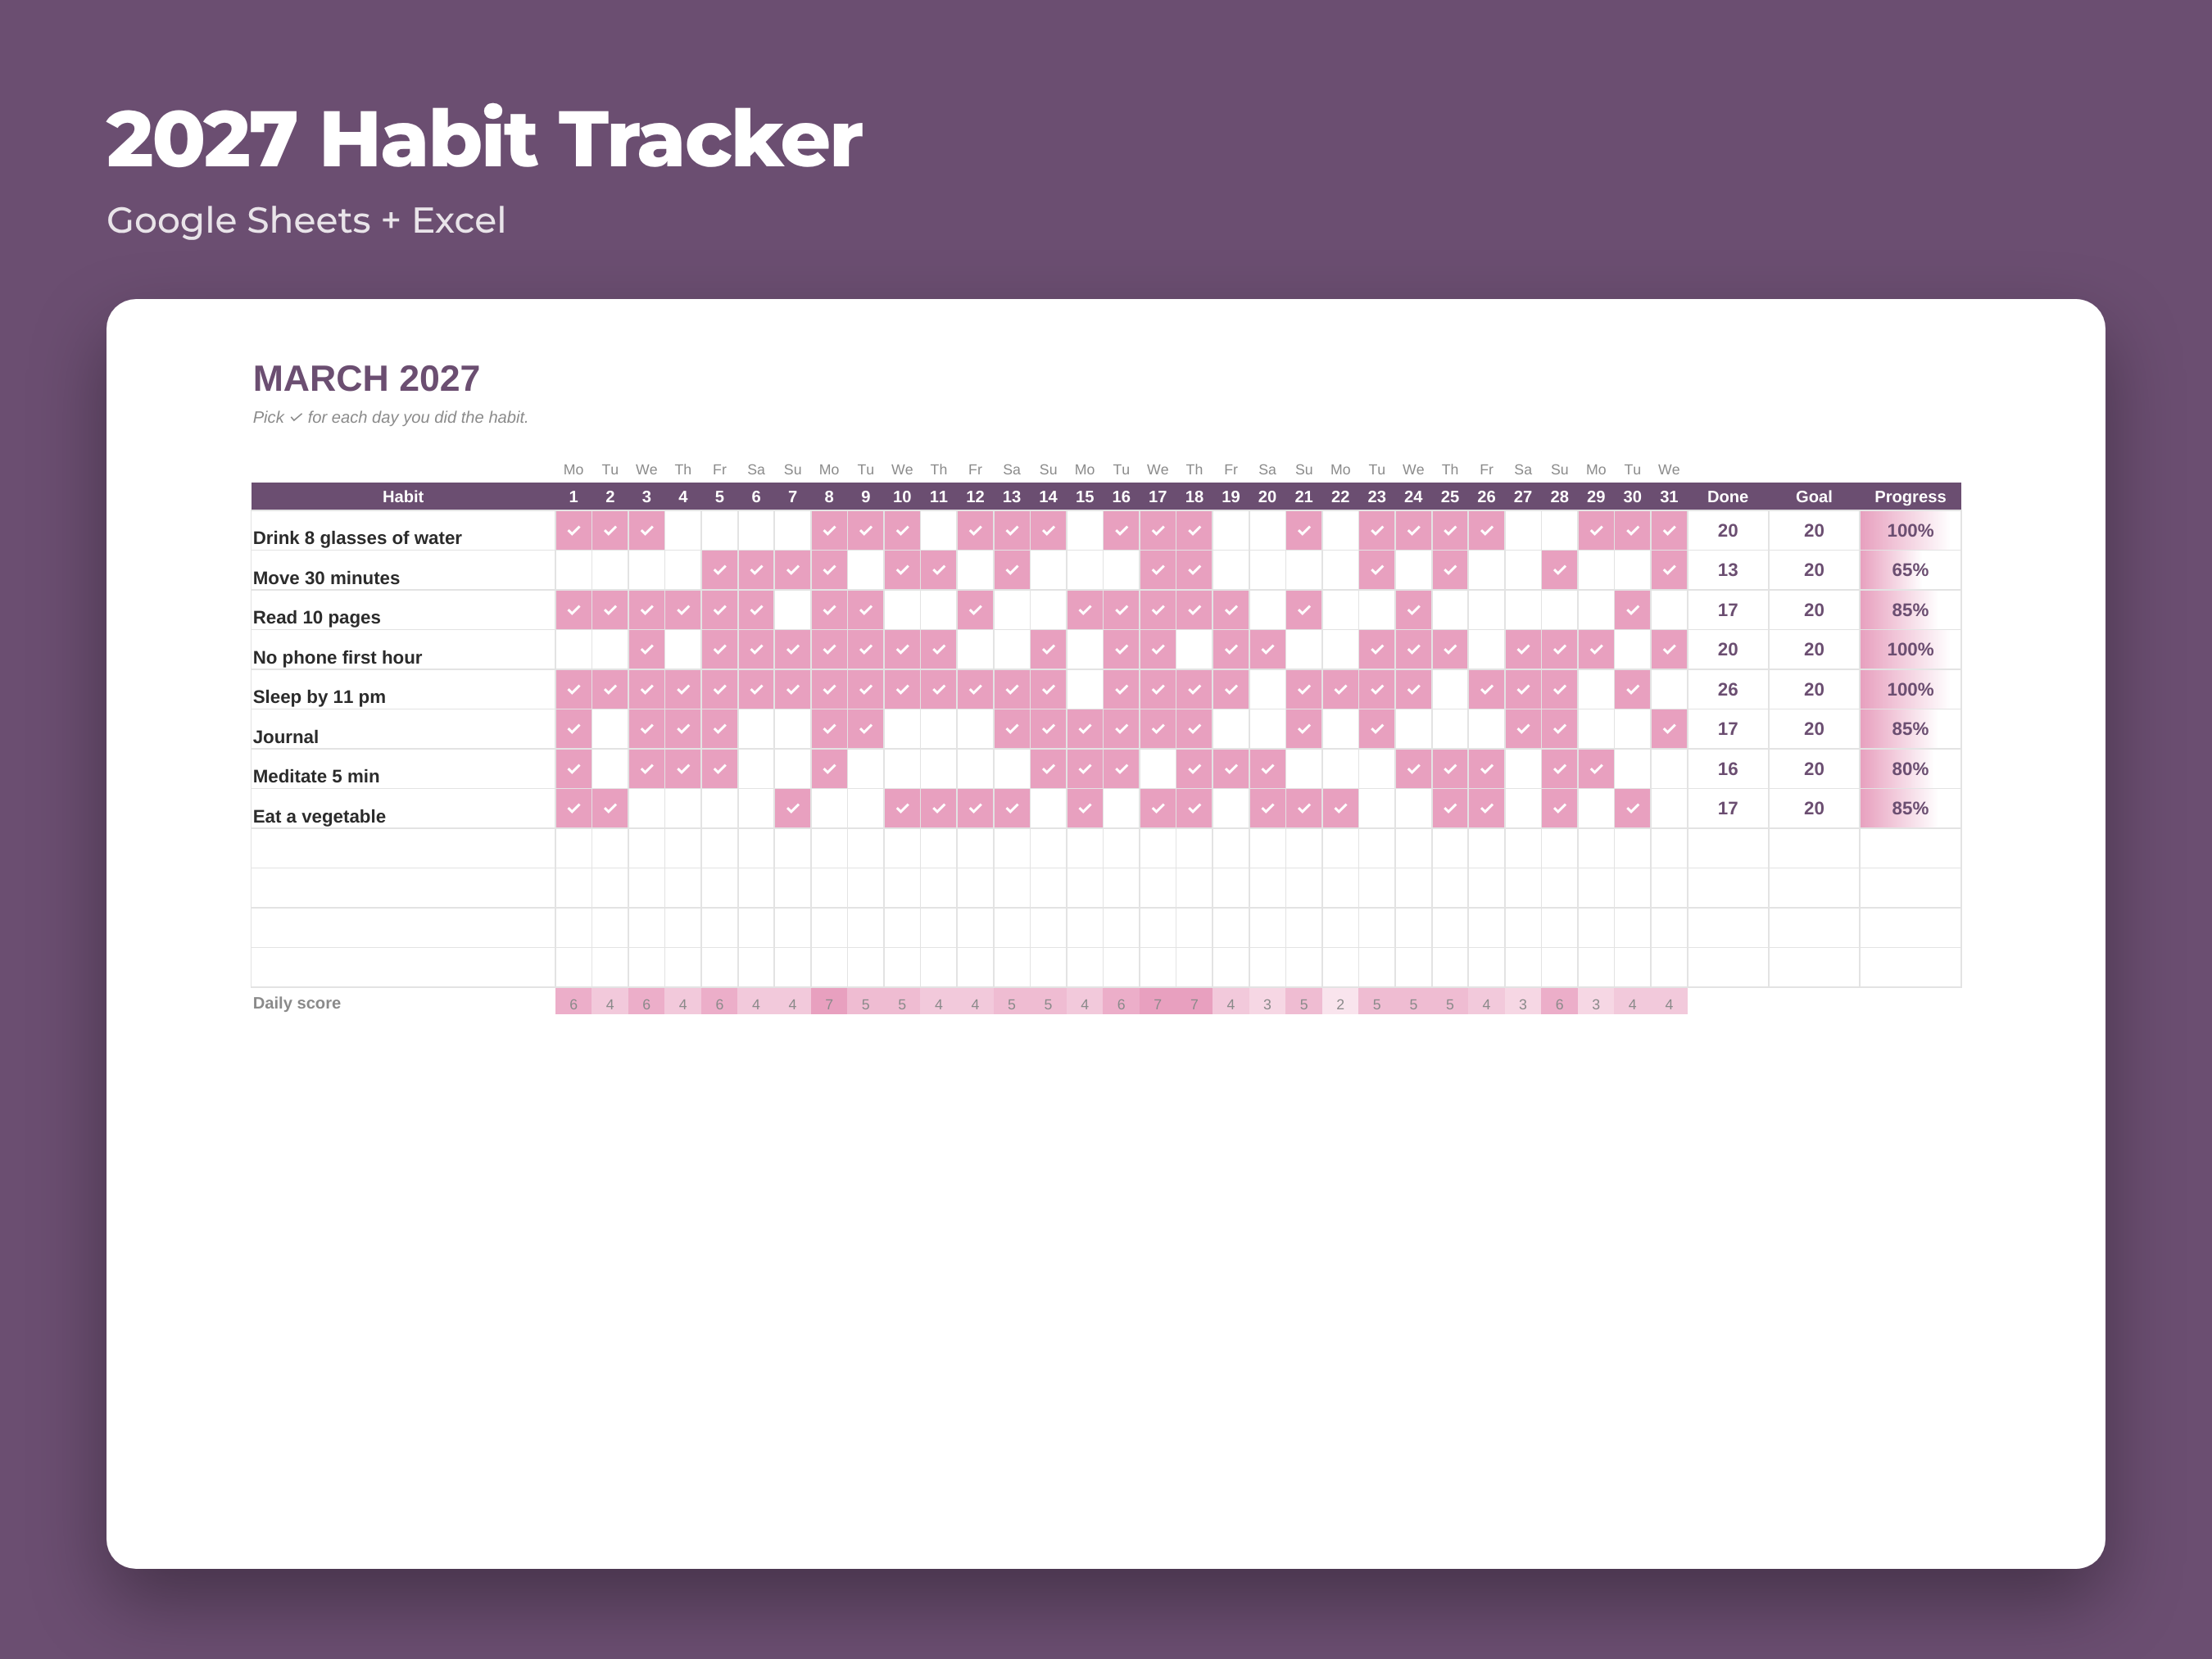 2027 Habit Tracker
Google Sheets + Excel
MARCH 2027
Pick ✓ for each day you did the habit.
Mo Tu We Th Fr Sa Su Mo Tu We Th Fr Sa Su Mo Tu We Th Fr Sa Su Mo Tu We Th Fr Sa Su Mo Tu We
Habit 1 2 3 4 5 6 7 8 9 10 11 12 13 14 15 16 17 18 19 20 21 22 23 24 25 26 27 28 29 30 31 Done Goal Progress
Drink 8 glasses of water ✓ ✓ ✓ ✓ ✓ ✓ ✓ ✓ ✓ ✓ ✓ ✓ ✓ ✓ ✓ ✓ ✓ ✓ ✓ ✓ 20 20 100%
Move 30 minutes ✓ ✓ ✓ ✓ ✓ ✓ ✓ ✓ ✓ ✓ ✓ ✓ ✓ 13 20 65%
Read 10 pages ✓ ✓ ✓ ✓ ✓ ✓ ✓ ✓ ✓ ✓ ✓ ✓ ✓ ✓ ✓ ✓ ✓ 17 20 85%
No phone first hour ✓ ✓ ✓ ✓ ✓ ✓ ✓ ✓ ✓ ✓ ✓ ✓ ✓ ✓ ✓ ✓ ✓ ✓ ✓ ✓ 20 20 100%
Sleep by 11 pm ✓ ✓ ✓ ✓ ✓ ✓ ✓ ✓ ✓ ✓ ✓ ✓ ✓ ✓ ✓ ✓ ✓ ✓ ✓ ✓ ✓ ✓ ✓ ✓ ✓ ✓ 26 20 100%
Journal ✓ ✓ ✓ ✓ ✓ ✓ ✓ ✓ ✓ ✓ ✓ ✓ ✓ ✓ ✓ ✓ ✓ 17 20 85%
Meditate 5 min ✓ ✓ ✓ ✓ ✓ ✓ ✓ ✓ ✓ ✓ ✓ ✓ ✓ ✓ ✓ ✓ 16 20 80%
Eat a vegetable ✓ ✓ ✓ ✓ ✓ ✓ ✓ ✓ ✓ ✓ ✓ ✓ ✓ ✓ ✓ ✓ ✓ 17 20 85%
Daily score 6 4 6 4 6 4 4 7 5 5 4 4 5 5 4 6 7 7 4 3 5 2 5 5 5 4 3 6 3 4 4